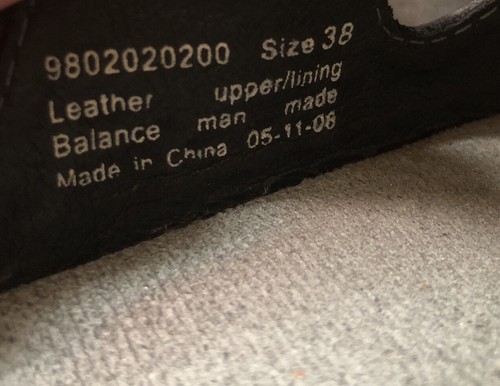 9802020200 Size 38
Leather upper/lining
Balance man made
Made in China 05-11-08